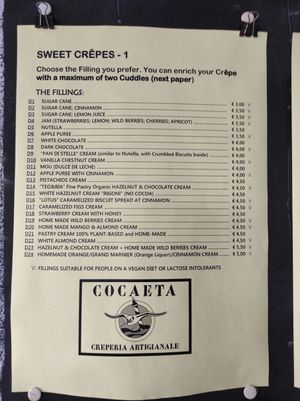 SWEET CRÊPES - 1
Choose the Filling you prefer. You can enrich your Crêpe
with a maximum of two Cuddles (next paper)
THE FILLINGS:
D1 SUGAR CANE € 3,00 V
D2 SUGAR CANE; CINNAMON € 3,50 V
D3 SUGAR CANE; LEMON JUICE € 3,50 V
D4 JAM (STRAWBERRIES; LEMON; WILD BERRIES; CHERRIES; APRICOT) € 3,50 V
D5 NUTELLA € 3,50
D6 APPLE PUREE € 3,50 V
D7 WHITE CHOCOLATE € 4,00
D8 DARK CHOCOLATE € 4,00
D9 "PAN DI STELLE" CREAM (similar to Nutella, with Crumbled Biscuits Inside) € 4,00
D10 VANILLA CHESTNUT CREAM € 4,00
D11 MOU (DULCE DE LECHE) € 4,00
D12 APPLE PUREE WITH CINNAMON € 4,00
D13 PISTACHIOS CREAM € 4,50
D14 "TEO&BIA" Fine Pastry Organic HAZELNUT & CHOCOLATE CREAM € 4,50
D15 WHITE HAZELNUT CREAM "RIGONI" (NO COCOA) € 4,50
D16 "LOTUS" CARAMELIZED BISCUIT SPREAD AT CINNAMON € 4,50
D17 CARAMELIZED FIGS CREAM € 4,50
D18 STRAWBERRY CREAM WITH HONEY € 4,50
D19 HOME MADE WILD BERRIES CREAM € 4,50
D20 HOME MADE MANGO & ALMOND CREAM € 4,50
D21 PASTRY CREAM 100% PLANT-BASED and HOME-MADE € 4,50
D22 WHITE ALMOND CREAM € 4,50
D23 HAZELNUT & CHOCOLATE CREAM + HOME MADE WILD BERRIES CREAM € 5,50
D24 HOMEMADE ORANGE/GRAND MARNIER (Orange Liquor)/CINNAMON CREAM € 5,50
V: FILLINGS SUITABLE FOR PEOPLE ON A VEGAN DIET OR LACTOSE INTOLERANTS
COCAETA
CREPERIA ARTIGIANALE